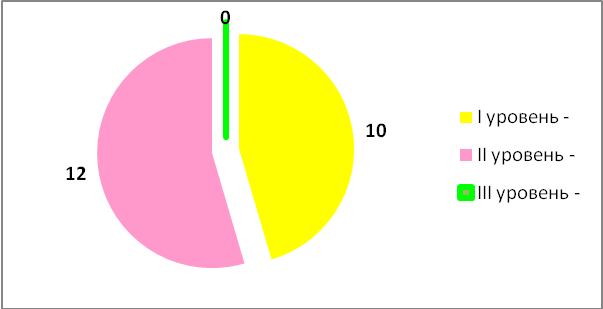 0
10
12
I уровень -
II уровень -
III уровень -